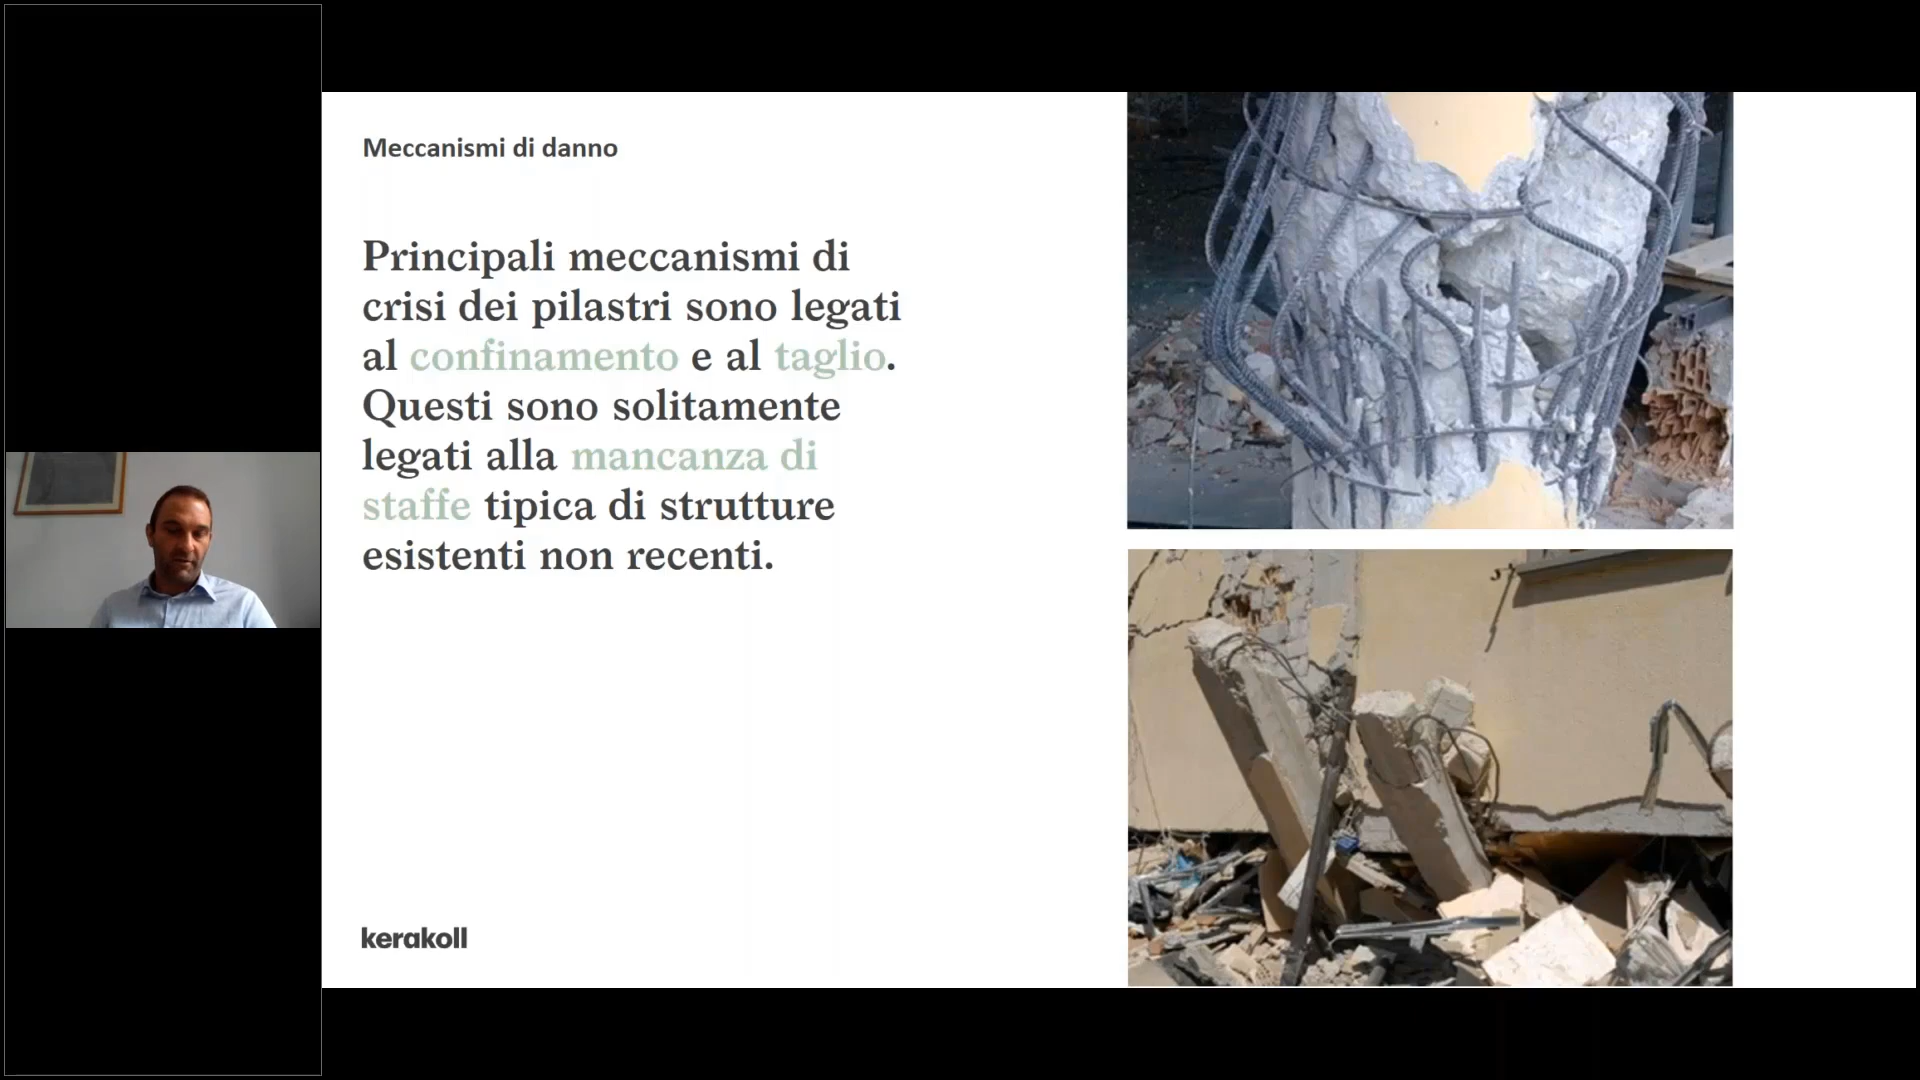 Meccanismi di danno
Principali meccanismi di
crisi dei pilastri sono legati
al confinamento e al taglio.
Questi sono solitamente
legati alla mancanza di
staffe tipica di strutture
esistenti non recenti.
kerakoll